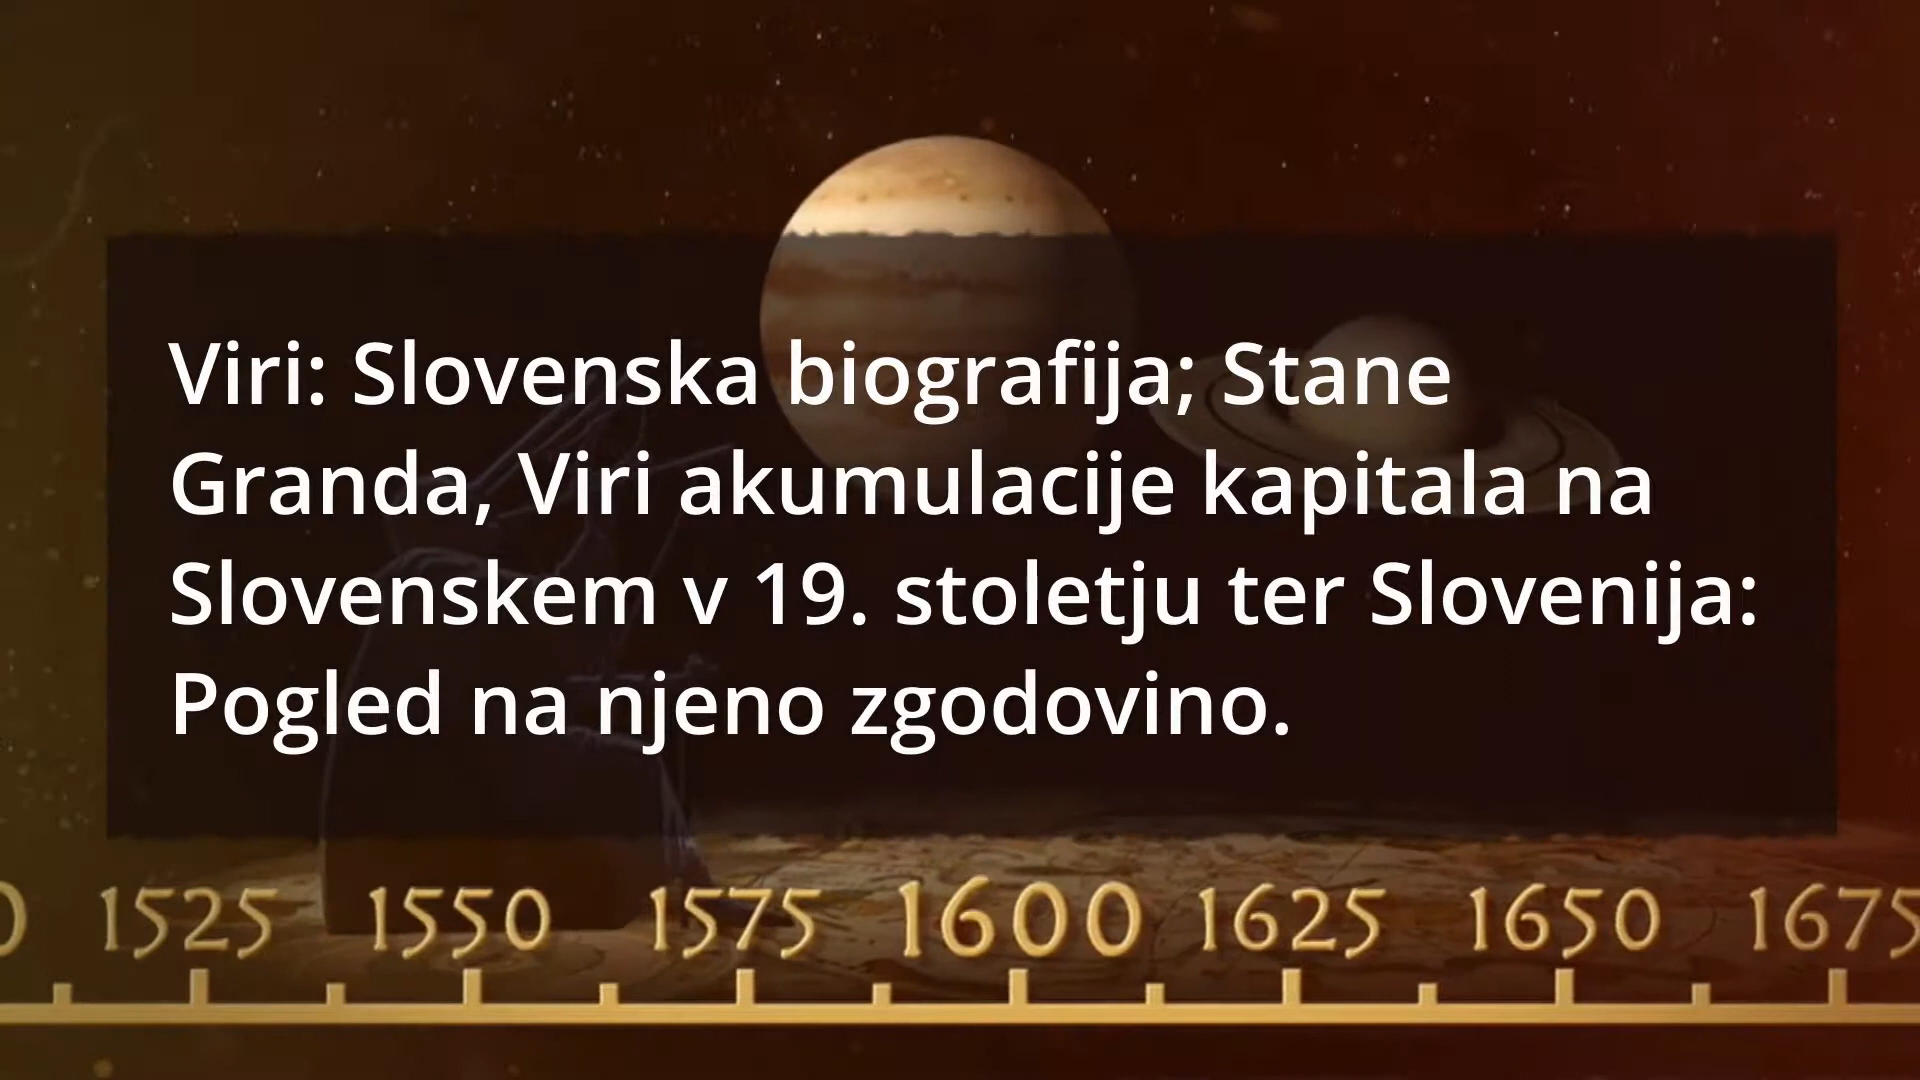 Viri: Slovenska biografija; Stane
Granda, Viri akumulacije kapitala na
Slovenskem v 19. stoletju ter Slovenija:
Pogled na njeno zgodovino.
1525 1550 1575 1600 1625 1650 1675